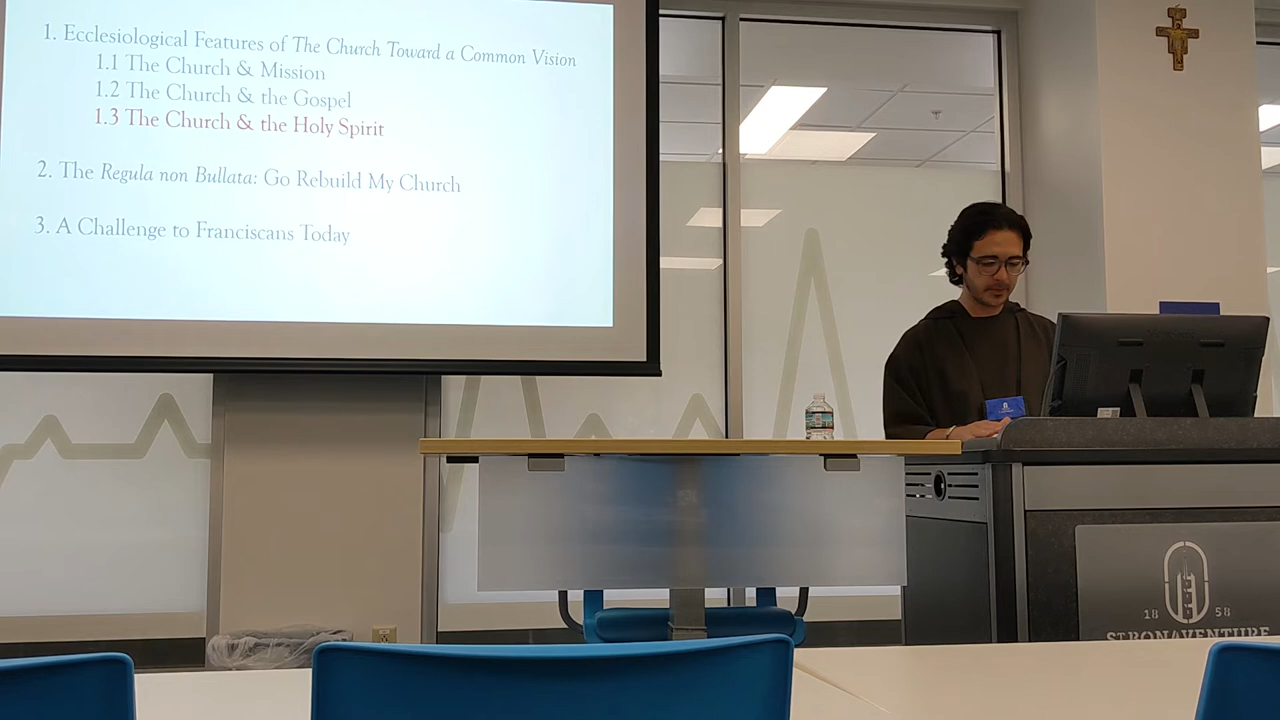 1. Ecclesiological Features of The Church Toward a Common Vision
1.1 The Church & Mission
1.2 The Church & the Gospel
1.3 The Church & the Holy Spirit
2. The Regula non Bullata: Go Rebuild My Church
3. A Challenge to Franciscans Today
18 58
ST.BONAVENTURE